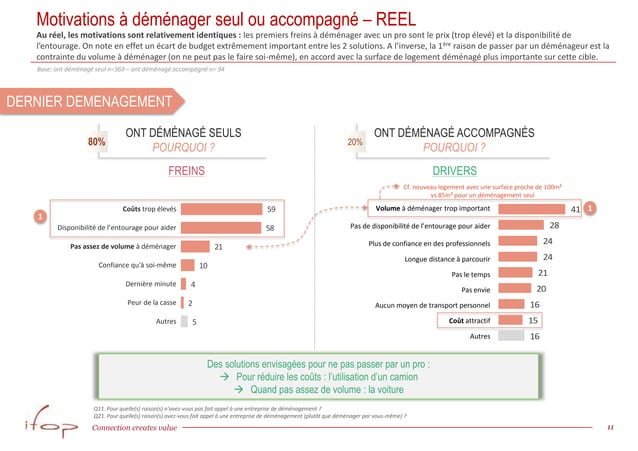 Motivations à déménager seul ou accompagné – REEL
Au réel, les motivations sont relativement identiques : les premiers freins à déménager avec un pro sont le prix (trop élevé) et la disponibilité de
l'entourage. On note en effet un écart de budget extrêmement important entre les 2 solutions. A l'inverse, la 1ère raison de passer par un déménageur est la
contrainte du volume à déménager (on ne peut pas le faire soi-même), en accord avec la surface de logement déménagé plus importante sur cette cible.
Base: ont déménagé seul n=369 – ont déménagé accompagné n= 94
DERNIER DEMENAGEMENT
80%
ONT DÉMÉNAGÉ SEULS
POURQUOI ?
FREINS
1
Coûts trop élevés 59
Disponibilité de l'entourage pour aider 58
Pas assez de volume à déménager 21
Confiance qu'à soi-même 10
Dernière minute 4
Peur de la casse 2
Autres 5
20%
ONT DÉMÉNAGÉ ACCOMPAGNÉS
POURQUOI ?
DRIVERS
Cf. nouveau logement avec une surface proche de 100m²
vs 85m² pour un déménagement seul
Volume à déménager trop important 41 1
Pas de disponibilité de l'entourage pour aider 28
Plus de confiance en des professionnels 24
Longue distance à parcourir 24
Pas le temps 21
Pas envie 20
Aucun moyen de transport personnel 16
Coût attractif 15
Autres 16
Des solutions envisagées pour ne pas passer par un pro :
→ Pour réduire les coûts : l'utilisation d'un camion
→ Quand pas assez de volume : la voiture
Q11. Pour quelle(s) raison(s) n'avez-vous pas fait appel à une entreprise de déménagement ?
Q21. Pour quelle(s) raison(s) avez-vous fait appel à une entreprise de déménagement (plutôt que déménager par vous-même) ?
ifop
Connection creates value
11